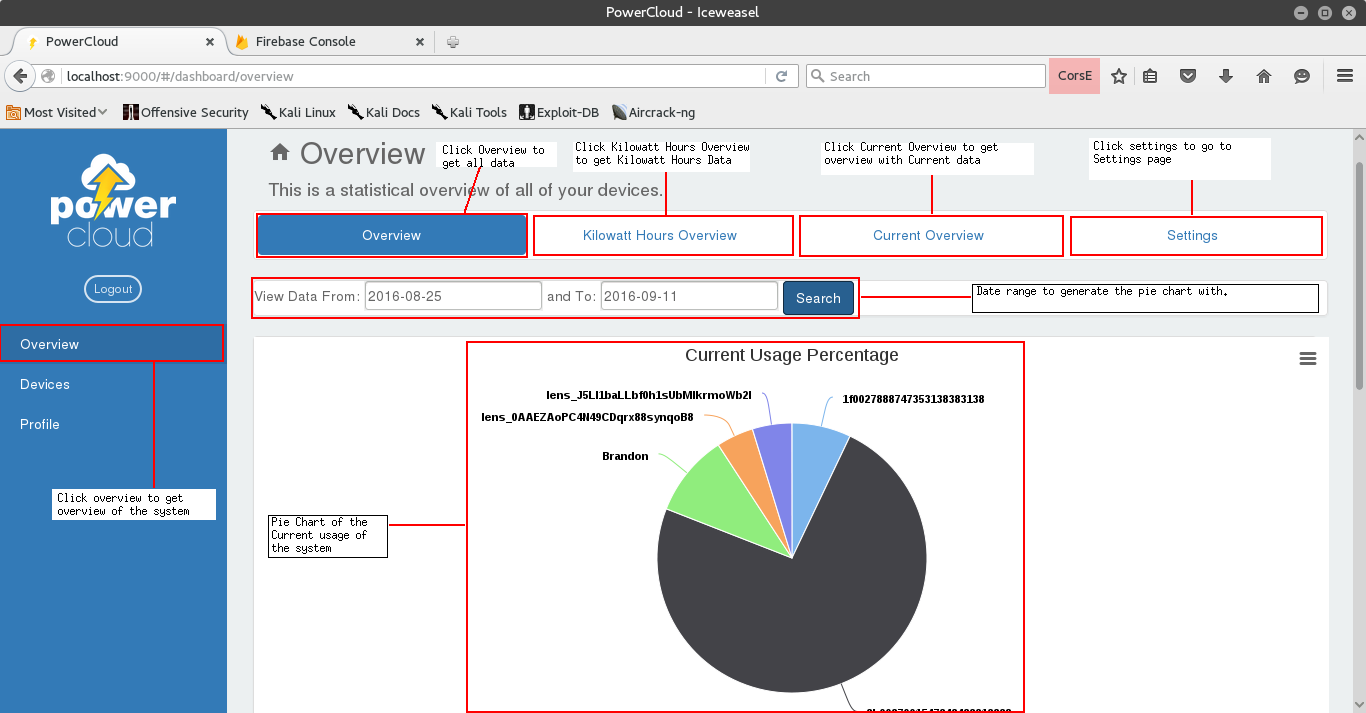 PowerCloud - Iceweasel
PowerCloud
Firebase Console
localhost:9000/#/dashboard/overview
Search
CorsE
Most Visited
Offensive Security
Kali Linux
Kali Docs
Kali Tools
Exploit-DB
Aircrack-ng
power
cloud
Logout
Overview
Devices
Profile
Click overview to get
overview of the system
Overview
Click Overview to
get all data
Click Kilowatt Hours Overview
to get Kilowatt Hours Data
Click Current Overview to get
overview with Current data
Click settings to go to
Settings page
This is a statistical overview of all of your devices.
Overview
Kilowatt Hours Overview
Current Overview
Settings
View Data From:
2016-08-25
and To:
2016-09-11
Search
Date range to generate the pie chart with.
Current Usage Percentage
1f0027888747353138383138
Brandon
Pie Chart of the
Current usage of
the system